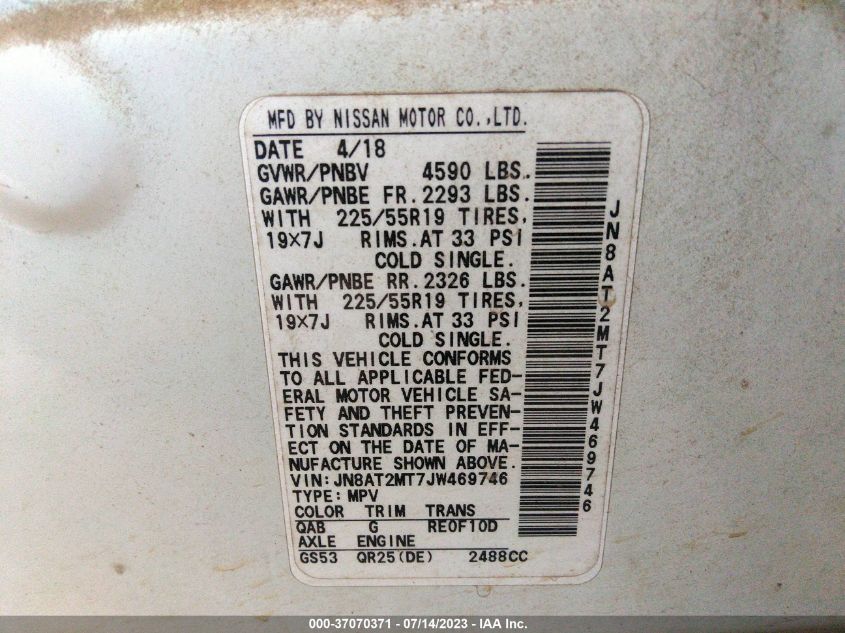 MFD BY NISSAN MOTOR CO.,LTD.
DATE 4/18
GVWR/PNBV 4590 LBS.
GAWR/PNBE FR. 2293 LBS.
WITH 225/55R19 TIRES,
19×7J RIMS. AT 33 PSI
COLD SINGLE.
GAWR/PNBE RR. 2326 LBS.
WITH 225/55R19 TIRES,
19×7J RIMS. AT 33 PSI
COLD SINGLE.
THIS VEHICLE CONFORMS
TO ALL APPLICABLE FED-
ERAL MOTOR VEHICLE SA-
FETY AND THEFT PREVEN-
TION STANDARDS IN EFF-
ECT ON THE DATE OF MA-
NUFACTURE SHOWN ABOVE.
VIN:JN8AT2MT7JW469746
TYPE: MPV
COLOR TRIM TRANS
QAB G RE0F10D
AXLE ENGINE
GS53 QR25(DE) 2488CC
JN8AT2MT7JW469746
000-37070371 - 07/14/2023 - IAA Inc.